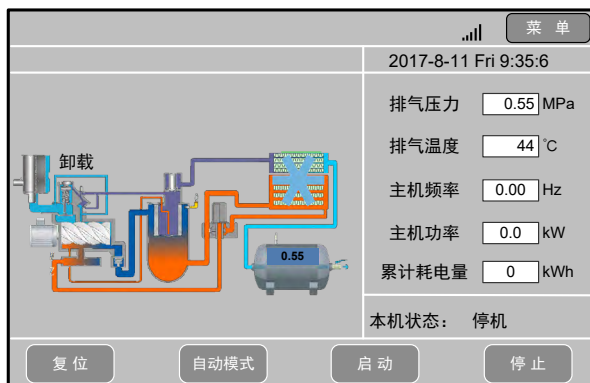 菜 单
2017-8-11 Fri 9:35:6
排气压力 0.55 MPa
排气温度 44 ℃
卸载
主机频率 0.00 Hz
主机功率 0.0 kW
0.55
累计耗电量 0 kWh
本机状态： 停机
复 位 自动模式 启 动 停 止